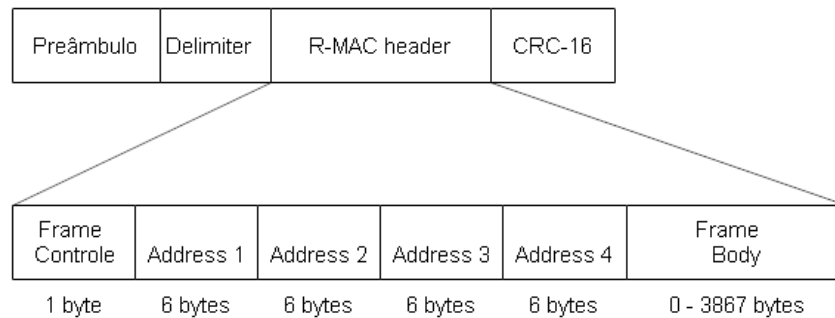 Preâmbulo Delimiter R-MAC header CRC-16
Frame Controle Address 1 Address 2 Address 3 Address 4 Frame Body
1 byte 6 bytes 6 bytes 6 bytes 6 bytes 0 - 3867 bytes